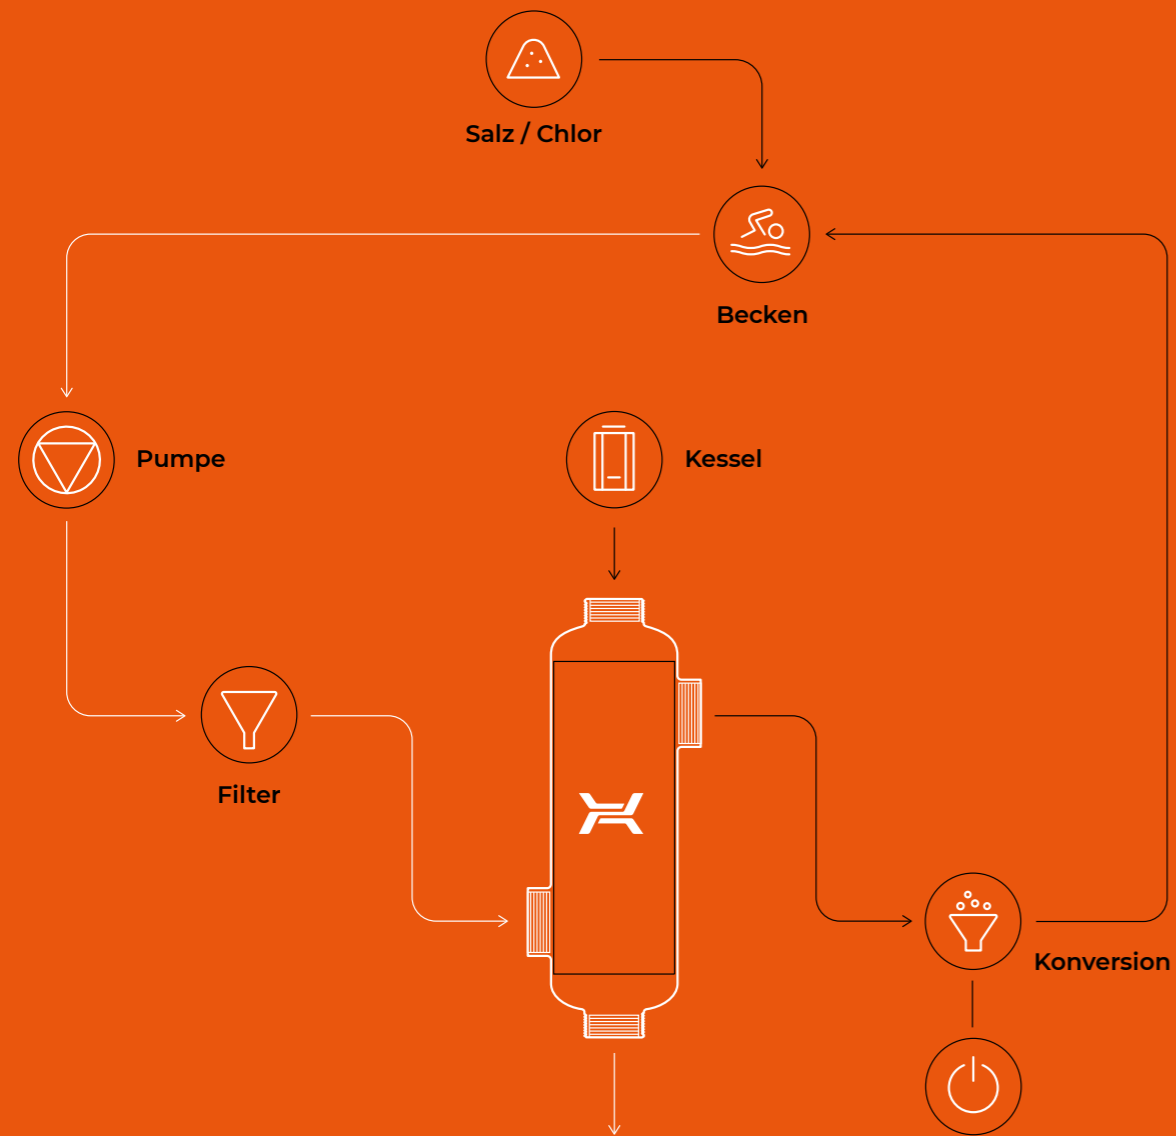 Salz / Chlor
Becken
Pumpe
Kessel
Filter
Konversion